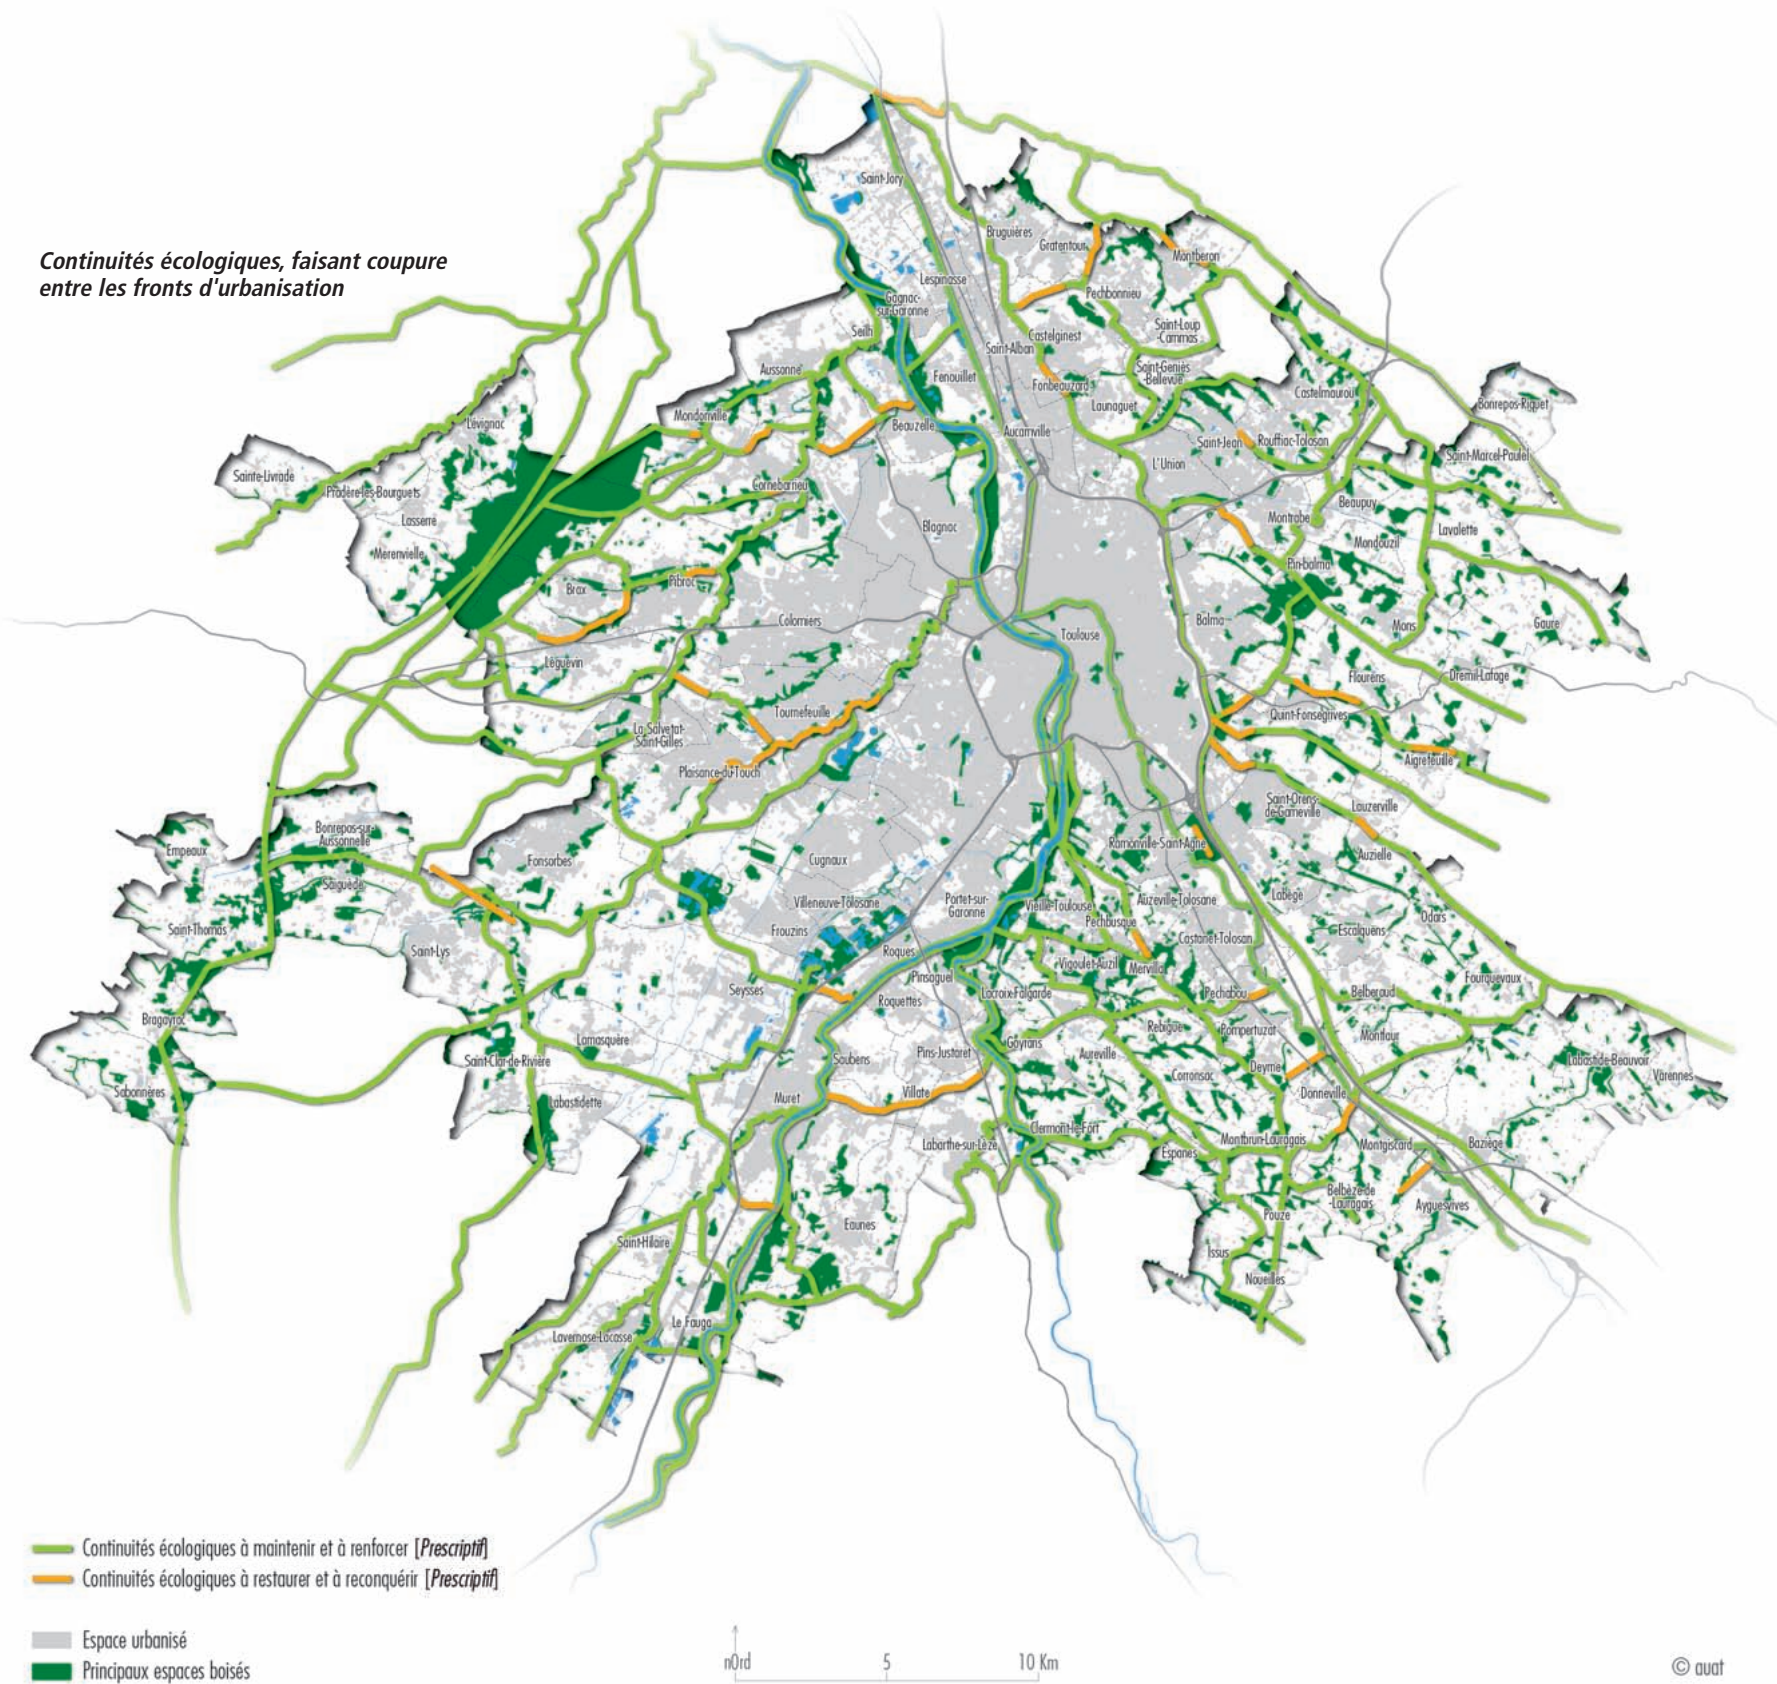 Continuités écologiques, faisant coupure
entre les fronts d'urbanisation
Saint-Jory
Bruguières
Gratentour
Montberon
Lespinasse
Pechbonnieu
Gagnac-
sur-Garonne
Seilh
Saint-Loup
-Cammas
Castelginest
Saint-Alban
Aussonne
Fenouillet
Saint-Geniès
-Bellevue
Fonbeauzard
Castelmaurou
Launaguet
Bonrepos-Riquet
Mondonville
Lévignac
Beauzelle
Aucamville
Saint-Jean
Rouffiac-Tolosan
Saint-Marcel-Paulel
L'Union
Sainte-Livrade
Pradère-les-Bourguets
Cornebarrieu
Beaupuy
Lasserre
Montrabe
Blagnac
Lavalette
Mondouzil
Merenvielle
Pin-balma
Pibrac
Brax
Colomiers
Balma
Mons
Gauré
Toulouse
Léguevin
Flourens
Drémil-Lafage
Tournefeuille
Quint-Fonsegrives
La Salvetat-
Saint-Gilles
Aigrefeuille
Plaisance-du-Touch
Saint-Orens-
de-Gameville
Lauzerville
Bonrepos-sur-
Aussonnelle
Empeaux
Ramonville-Saint-Agne
Auzielle
Fonsorbes
Cugnaux
Saiguède
Labège
Villeneuve-Tolosane
Portet-sur-
Garonne
Vieille-Toulouse
Auzeville-Tolosane
Pechbusque
Odars
Saint-Thomas
Frouzins
Escalquens
Castanet-Tolosan
Saint-Lys
Roques
Vigoulet-Auzil
Mervilla
Pinsaguel
Fourquevaux
Seysses
Lacroix-Falgarde
Pechabou
Belberaud
Roquettes
Bragayrac
Rebigue
Pompertuzat
Montlaur
Lamasquère
Goyrans
Saubens
Pins-Justaret
Aureville
Saint-Clar-de-Rivière
Labastide-Beauvoir
Deyme
Corronsac
Varennes
Sabonnères
Villate
Donneville
Muret
Labastidette
Clermont-le-Fort
Labarthe-sur-Lèze
Montbrun-Lauragais
Montgiscard
Baziège
Espanès
Belbèze-de
-Lauragais
Ayguesvives
Pouze
Eaunes
Saint-Hilaire
Issus
Noueilles
Le Fauga
Lavernose-Lacasse
Continuités écologiques à maintenir et à renforcer [Prescriptif]
Continuités écologiques à restaurer et à reconquérir [Prescriptif]
Espace urbanisé
Principaux espaces boisés
n0rd 5 10 Km
© auat